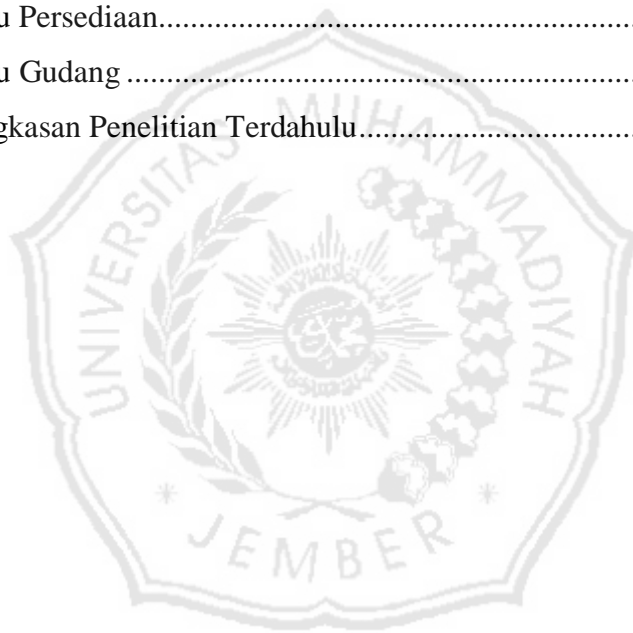 u Persediaan................................................................
u Gudang ....................................................................
gkasan Penelitian Terdahulu.....................................
UNIVERSITAS MUHAMMADIYAH
JEMBER